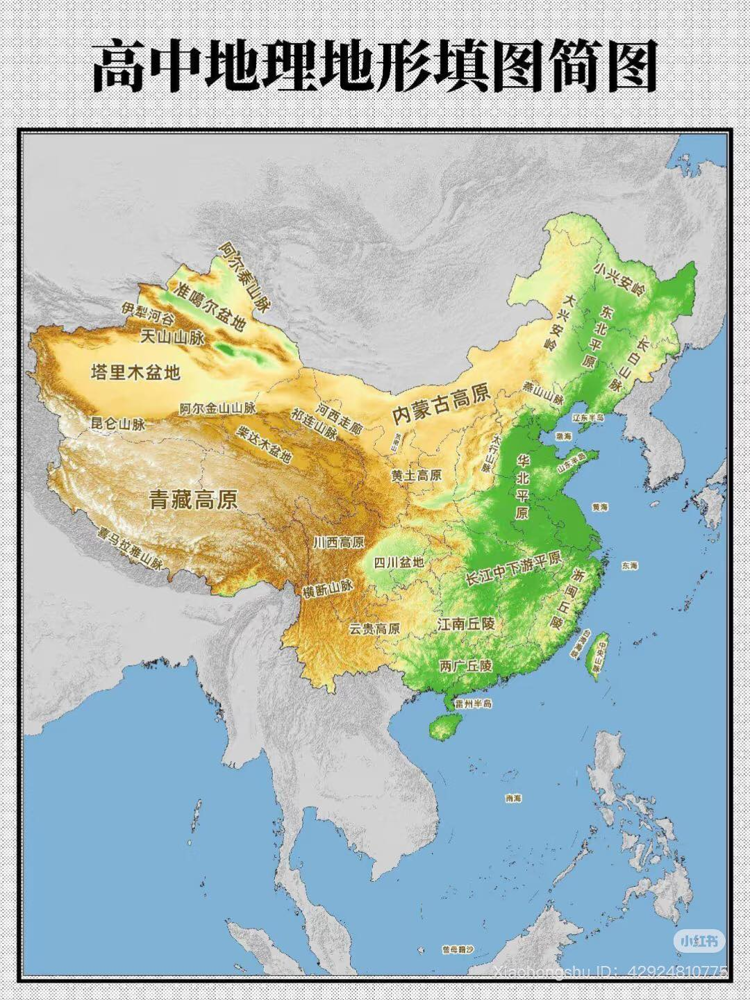 高中地理地形填图简图
阿尔泰山脉
准噶尔盆地
伊犁河谷
天山山脉
塔里木盆地
阿尔金山山脉
昆仑山脉
柴达木盆地
祁连山脉
河西走廊
内蒙古高原
贺兰山
黄土高原
太行山脉
燕山山脉
小兴安岭
大兴安岭
东北平原
长白山脉
辽东半岛
渤海
山东半岛
华北平原
黄海
青藏高原
喜马拉雅山脉
川西高原
四川盆地
横断山脉
云贵高原
长江中下游平原
浙闽丘陵
东海
江南丘陵
两广丘陵
台湾海峡
中央山脉
雷州半岛
南海
曾母暗沙
小红书
Xiaohongshu ID: 42924810775